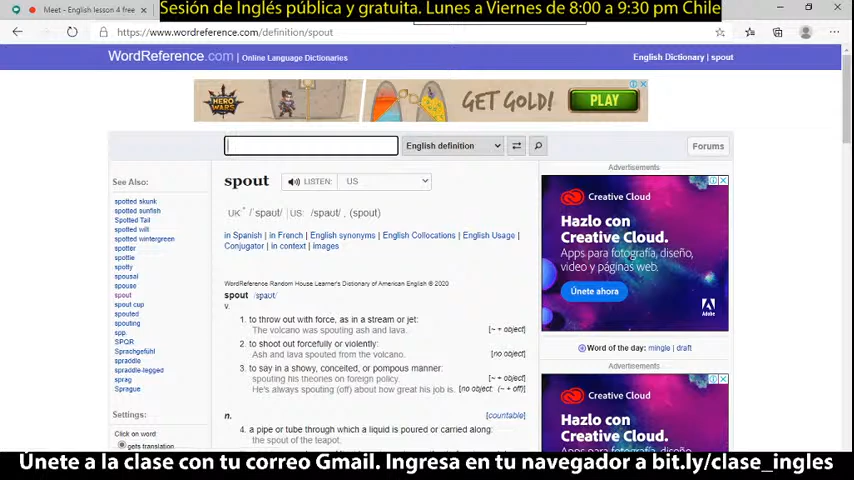 Sesión de Inglés pública y gratuita. Lunes a Viernes de 8:00 a 9:30 pm Chile
Meet - English lesson 4 free
https://www.wordreference.com/definition/spout
WordReference.com | Online Language Dictionaries
English Dictionary | spout
HERO WARS
GET GOLD!
PLAY
English definition
Forums
Advertisements
See Also:
spotted skunk
spotted sunfish
Spotted Tail
spotted wilt
spotted wintergreen
spotter
spottie
spotty
spousal
spouse
spout
spout cup
spouted
spouting
spp.
SPQR
Sprachgefühl
spraddle
spraddle-legged
sprag
Sprague
Settings:
Click on word:
gets translation
spout
LISTEN:
US
UK /ˈspaʊt/ US: /spaʊt/ , (spout)
in Spanish | in French | English synonyms | English Collocations | English Usage |
Conjugator | in context | images
WordReference Random House Learner's Dictionary of American English © 2020
spout /spaʊt/
v.
1. to throw out with force, as in a stream or jet:
The volcano was spouting ash and lava.
[~ + object]
2. to shoot out forcefully or violently:
Ash and lava spouted from the volcano.
[no object]
3. to say in a showy, conceited, or pompous manner:
spouting his theories on foreign policy.
[~ + object]
He's always spouting (off) about how great his job is.
[no object: (~ + off)]
n.
[countable]
4. a pipe or tube through which a liquid is poured or carried along:
the spout of the teapot.
Creative Cloud
Hazlo con
Creative Cloud.
Apps para fotografía, diseño,
video y páginas web.
Únete ahora
Adobe
Word of the day: mingle | draft
Advertisements
Creative Cloud
Hazlo con
Creative Cloud.
Únete a la clase con tu correo Gmail. Ingresa en tu navegador a bit.ly/clase_ingles